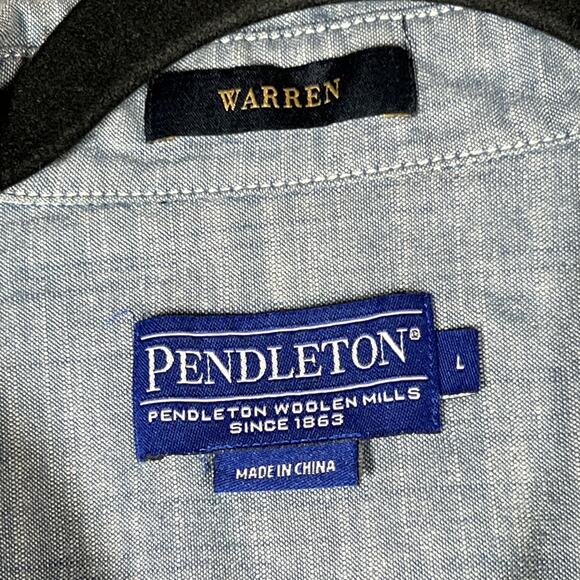 WARREN
PENDLETON®
L
PENDLETON WOOLEN MILLS
SINCE 1863
MADE IN CHINA